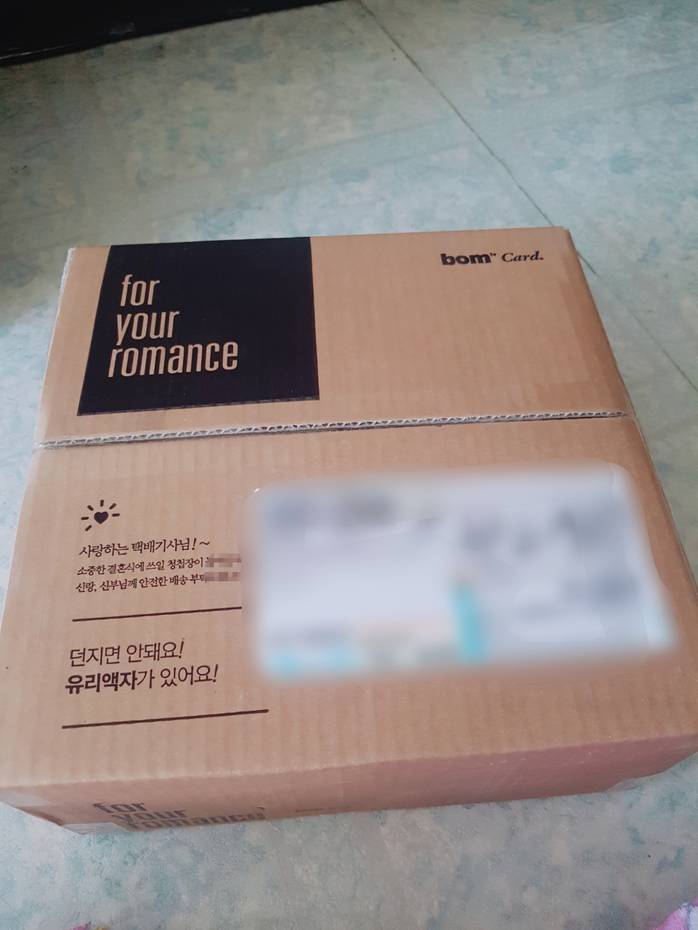 for
your
romance
bom™ Card.
사랑하는 택배기사님!~
소중한 결혼식에 쓰일 청첩장이
신랑, 신부님께 안전한 배송 부탁
던지면 안돼요!
유리액자가 있어요!
for
your
romance